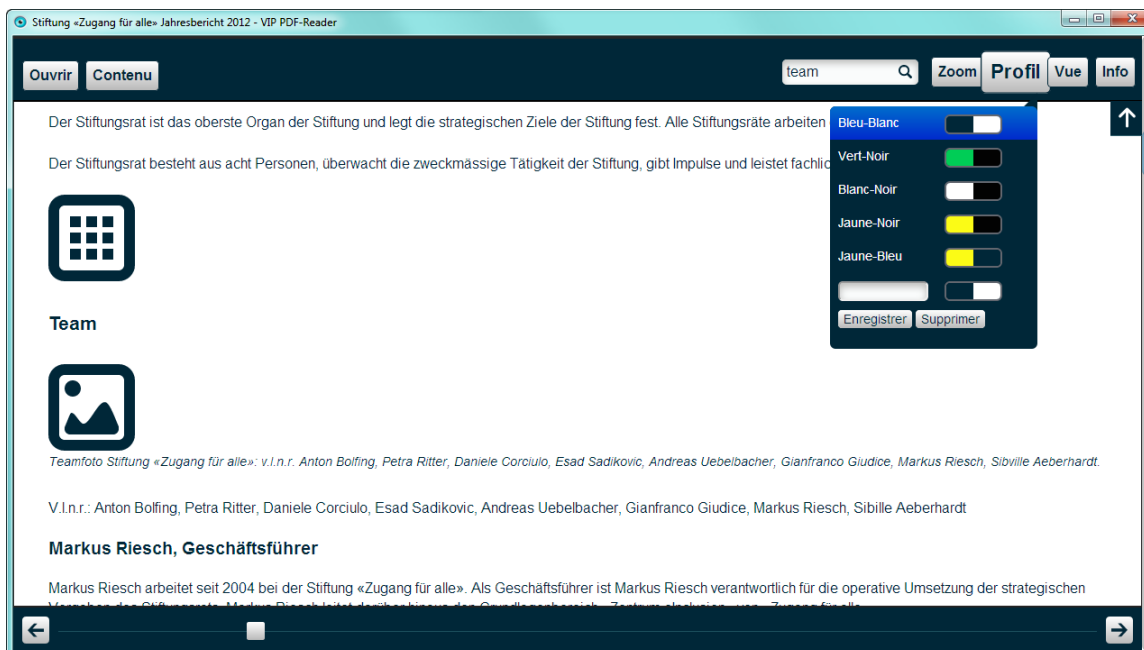 Stiftung «Zugang für alle» Jahresbericht 2012 - VIP PDF-Reader
Ouvrir Contenu team Zoom Profil Vue Info
Der Stiftungsrat ist das oberste Organ der Stiftung und legt die strategischen Ziele der Stiftung fest. Alle Stiftungsräte arbeiten
Der Stiftungsrat besteht aus acht Personen, überwacht die zweckmässige Tätigkeit der Stiftung, gibt Impulse und leistet fachlic
Bleu-Blanc
Vert-Noir
Blanc-Noir
Jaune-Noir
Jaune-Bleu
Enregistrer Supprimer
Team
Teamfoto Stiftung «Zugang für alle»: v.l.n.r. Anton Bolfing, Petra Ritter, Daniele Corciulo, Esad Sadikovic, Andreas Uebelbacher, Gianfranco Giudice, Markus Riesch, Sibville Aeberhardt.
V.l.n.r.: Anton Bolfing, Petra Ritter, Daniele Corciulo, Esad Sadikovic, Andreas Uebelbacher, Gianfranco Giudice, Markus Riesch, Sibille Aeberhardt
Markus Riesch, Geschäftsführer
Markus Riesch arbeitet seit 2004 bei der Stiftung «Zugang für alle». Als Geschäftsführer ist Markus Riesch verantwortlich für die operative Umsetzung der strategischen